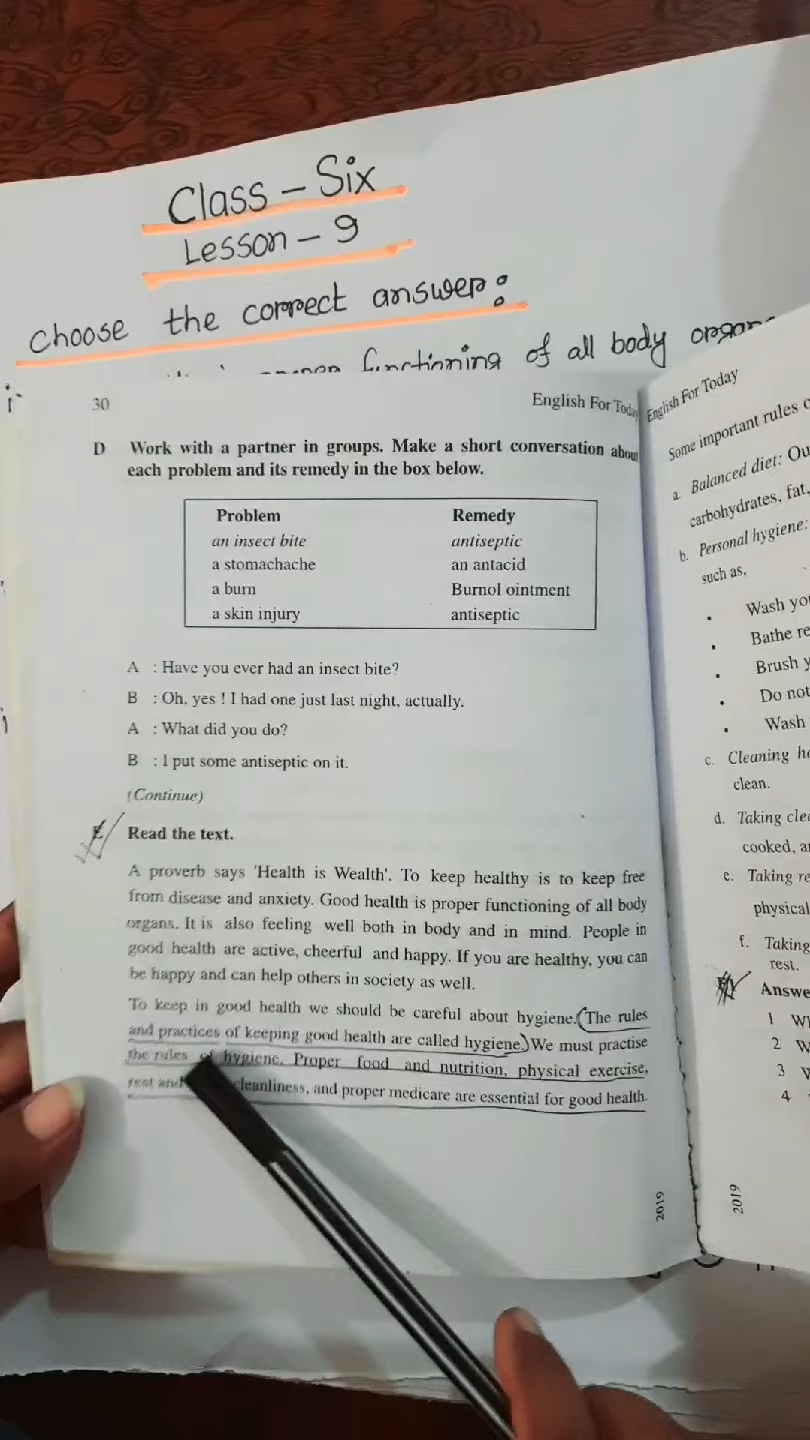 Class - Six
Lesson - 9
Choose the correct answer:
functioning of all body organ
30
English For Today
D Work with a partner in groups. Make a short conversation about
each problem and its remedy in the box below.
Problem Remedy
an insect bite antiseptic
a stomachache an antacid
a burn Burnol ointment
a skin injury antiseptic
A : Have you ever had an insect bite?
B : Oh, yes ! I had one just last night, actually.
A : What did you do?
B : I put some antiseptic on it.
(Continue)
E Read the text.
A proverb says 'Health is Wealth'. To keep healthy is to keep free
from disease and anxiety. Good health is proper functioning of all body
organs. It is also feeling well both in body and in mind. People in
good health are active, cheerful and happy. If you are healthy, you can
be happy and can help others in society as well.
To keep in good health we should be careful about hygiene. (The rules
and practices of keeping good health are called hygiene.) We must practise
the rules of hygiene. Proper food and nutrition, physical exercise,
rest and cleanliness, and proper medicare are essential for good health.
2019
English For Today
Some important rules
a. Balanced diet: Ou
carbohydrates, fat,
b. Personal hygiene:
such as,
• Wash you
• Bathe re
• Brush y
• Do not
• Wash
c. Cleaning
clean.
d. Taking clea
cooked,
e. Taking re
physical
f. Taking
rest.
Answe
1 W
2 W
3
4
2019